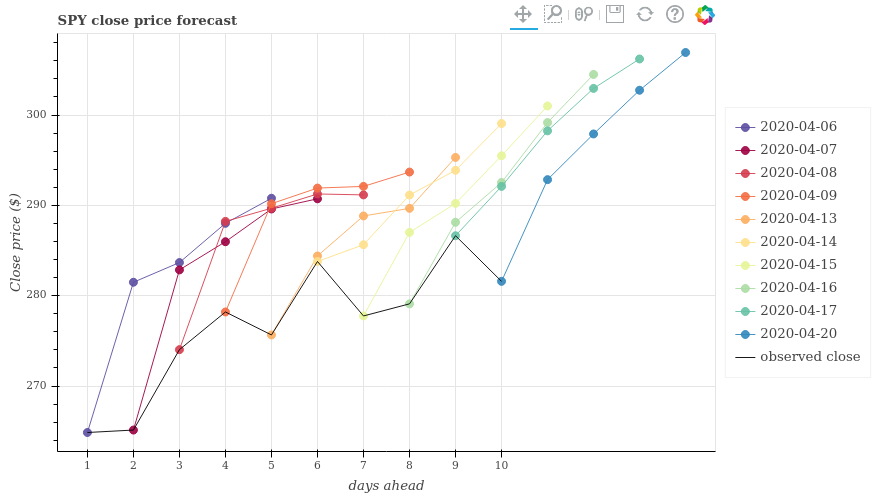 SPY close price forecast
300
290
280
270
Close price ($)
1 2 3 4 5 6 7 8 9 10
days ahead
2020-04-06
2020-04-07
2020-04-08
2020-04-09
2020-04-13
2020-04-14
2020-04-15
2020-04-16
2020-04-17
2020-04-20
observed close